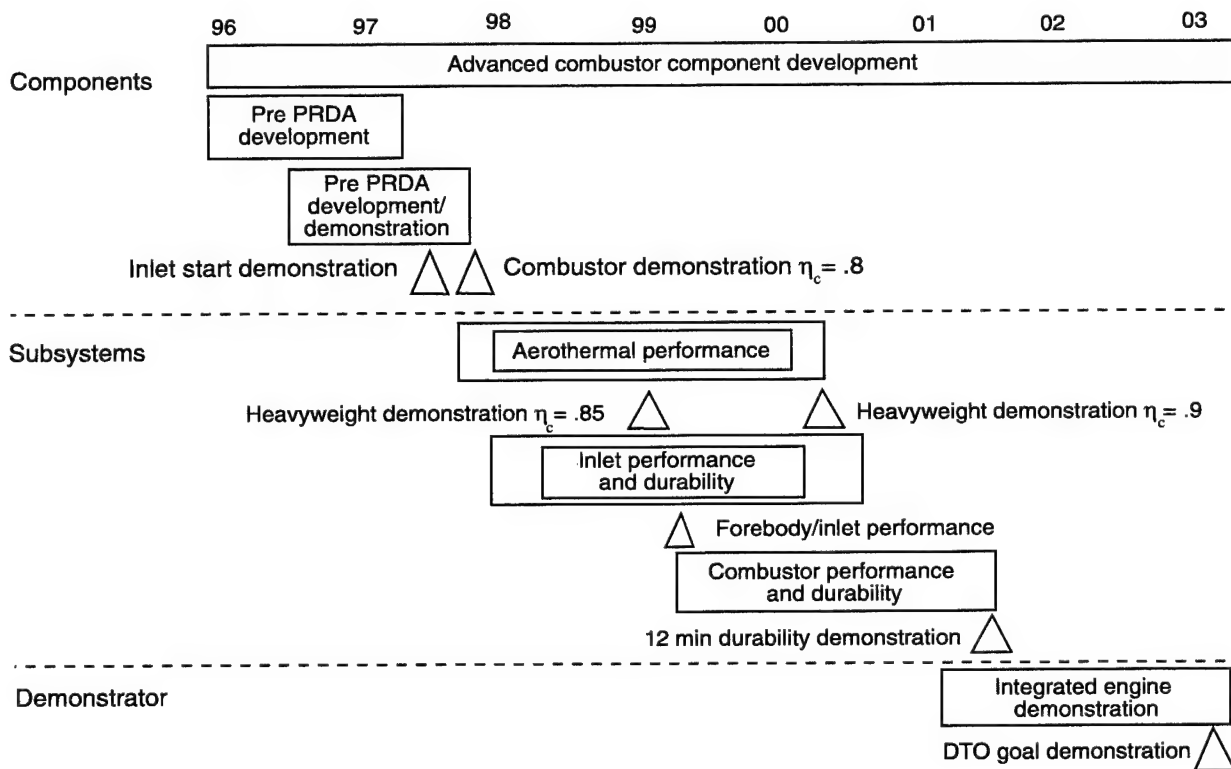 96 97 98 99 00 01 02 03
Components
Advanced combustor component development
Pre PRDA
development
Pre PRDA
development/
demonstration
Inlet start demonstration
Combustor demonstration η_c = .8
Subsystems
Aerothermal performance
Heavyweight demonstration η_c = .85
Heavyweight demonstration η_c = .9
Inlet performance
and durability
Forebody/inlet performance
Combustor performance
and durability
12 min durability demonstration
Demonstrator
Integrated engine
demonstration
DTO goal demonstration